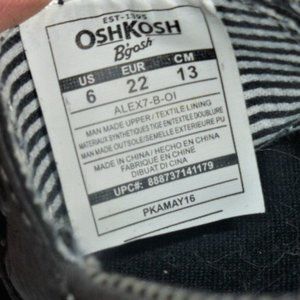 EST. 1895
OSHKOSH
B'gosh
US EUR CM
6 22 13
ALEX7-B-OI
MAN MADE UPPER/TEXTILE LINING
MATERIAUX SYNTHETIQUES TIGE ENTEXTILE DOUBLURE
MAN MADE OUTSOLE/SEMELLE EXTERIEURE PU
MADE IN CHINA / HECHO EN CHINA
FABRIQUE EN CHINE
DIBUAT DI CINA
UPC#: 888737141179
PKAMAY16